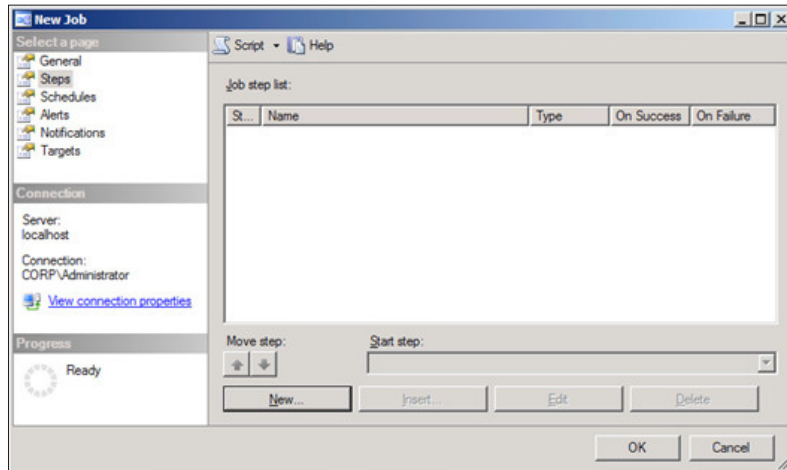 New Job
Select a page
General
Steps
Schedules
Alerts
Notifications
Targets
Script
Help
Job step list:
St... Name Type On Success On Failure
Connection
Server:
localhost
Connection:
CORP\Administrator
View connection properties
Progress
Ready
Move step:
Start step:
New... Insert... Edit Delete
OK Cancel